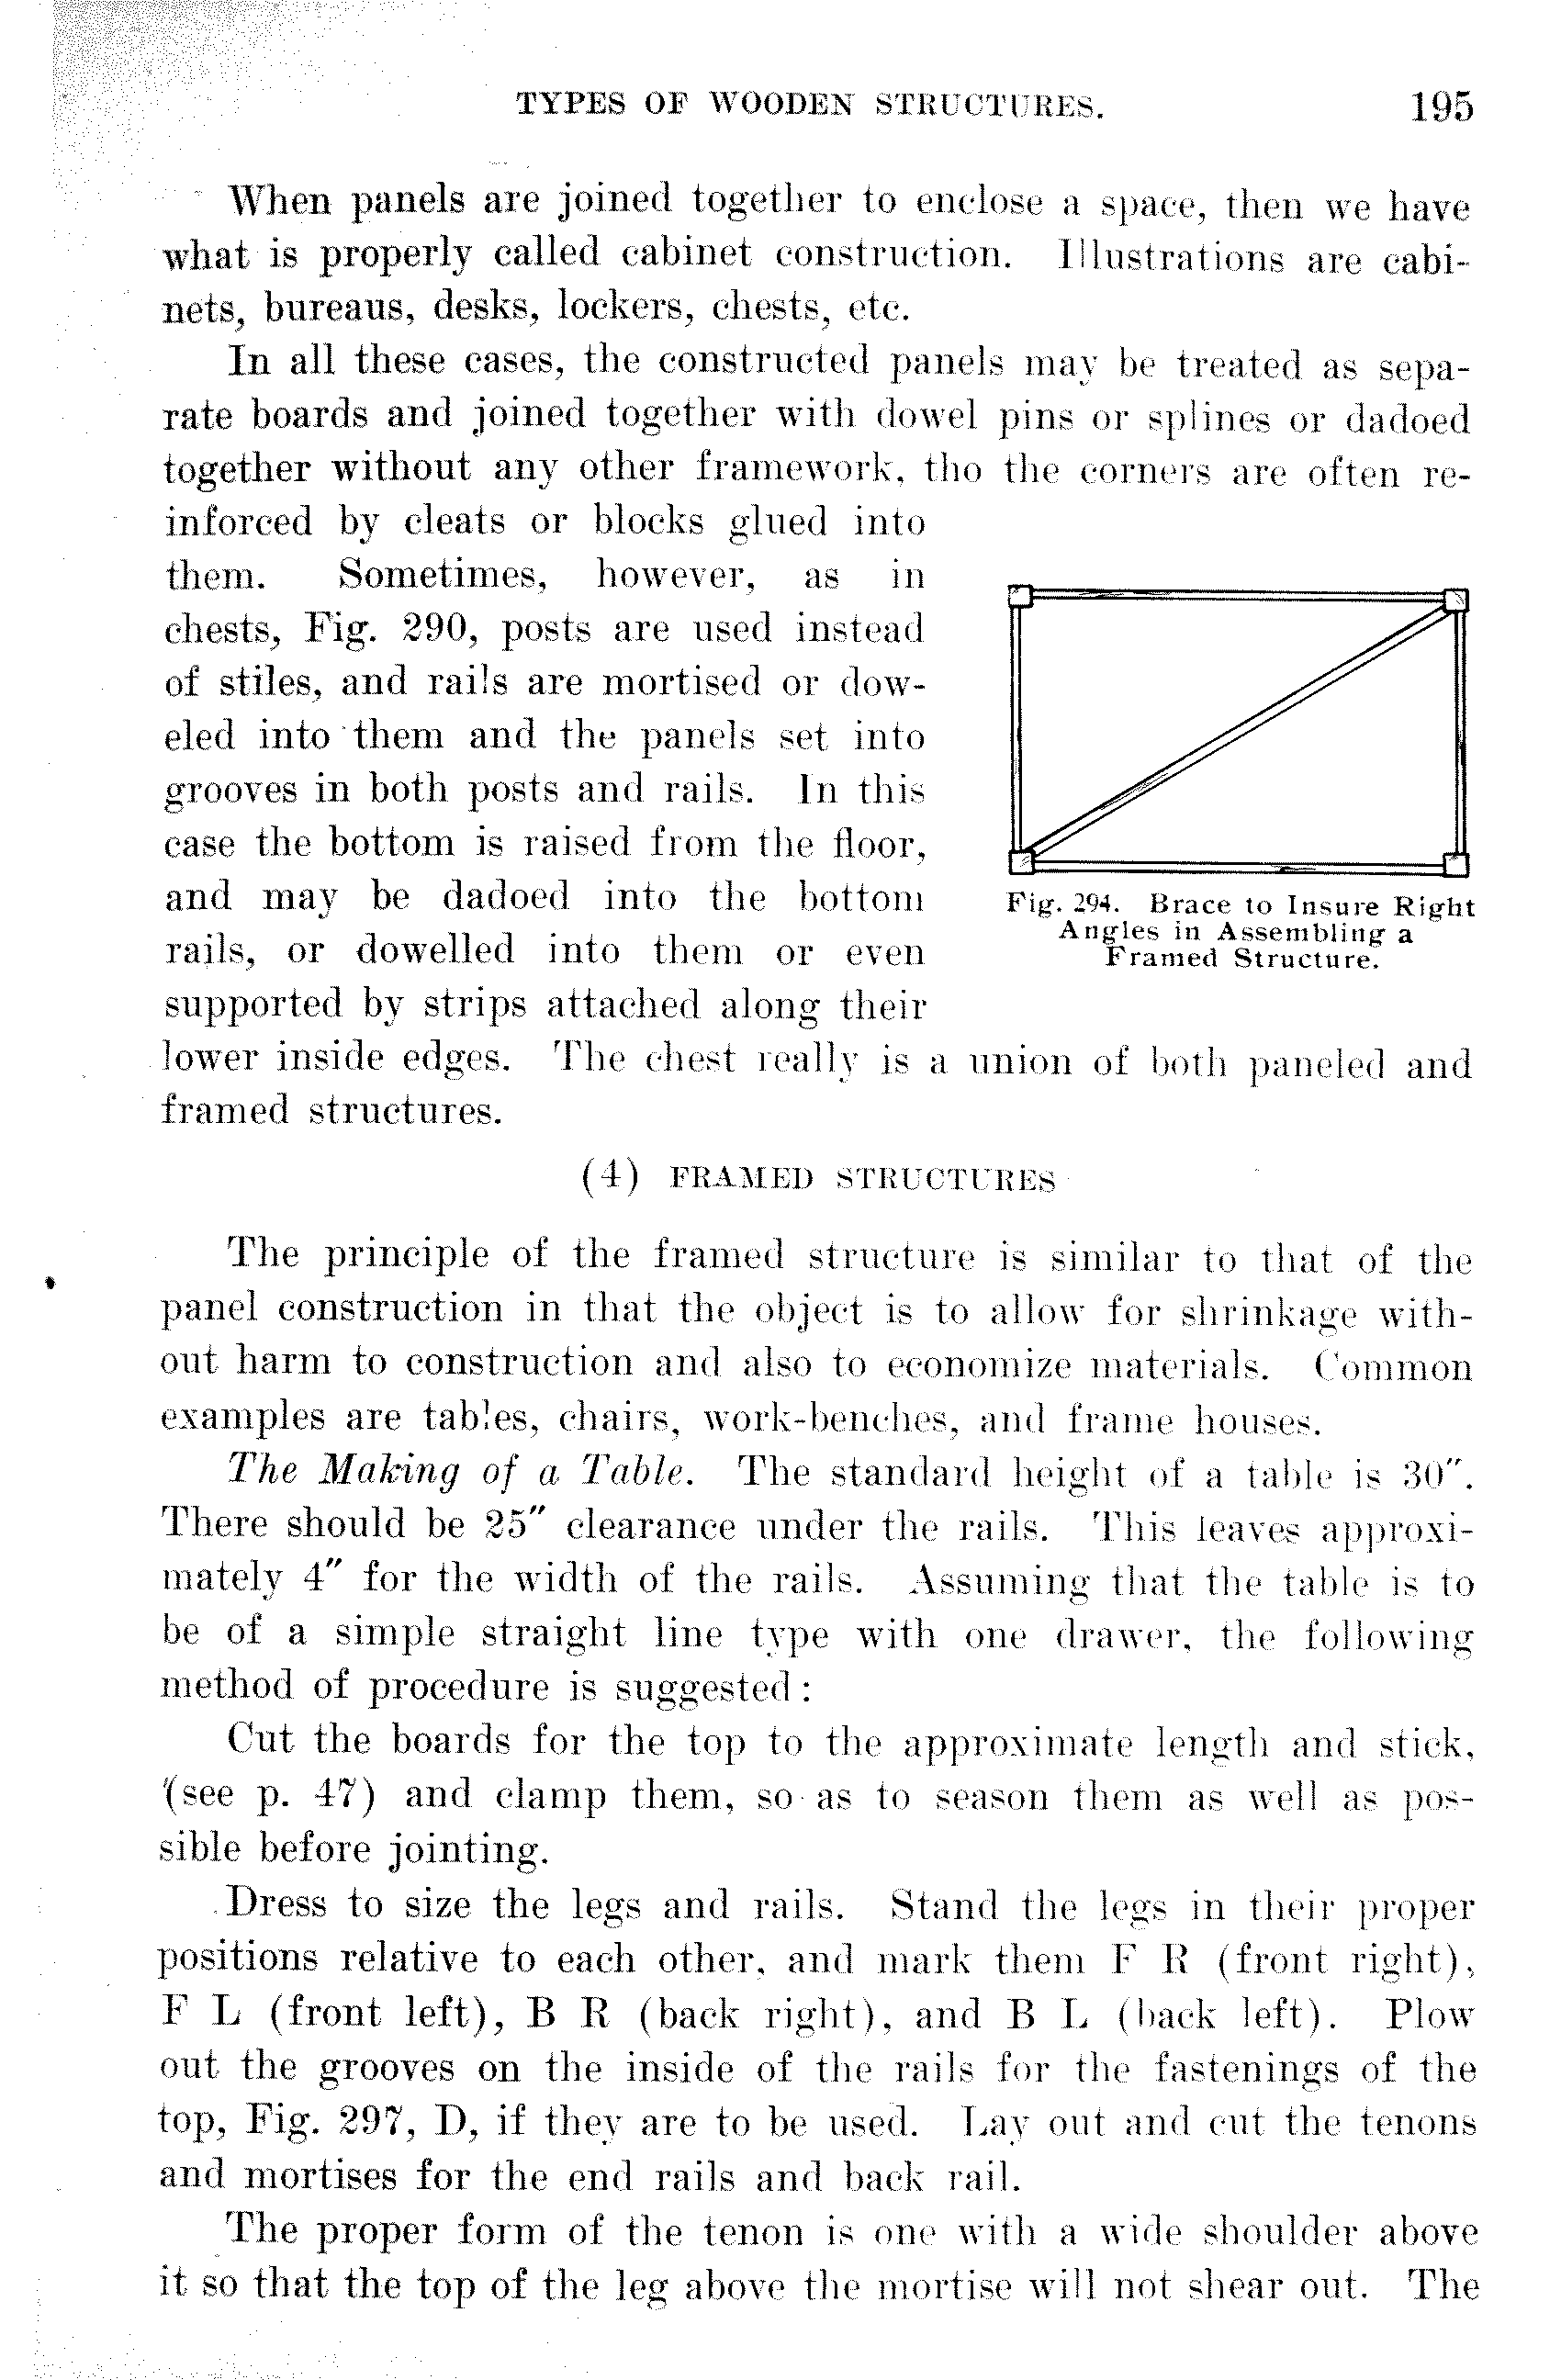 TYPES OF WOODEN STRUCTURES. 195
When panels are joined together to enclose a space, then we have
what is properly called cabinet construction. Illustrations are cabi-
nets, bureaus, desks, lockers, chests, etc.
In all these cases, the constructed panels may be treated as sepa-
rate boards and joined together with dowel pins or splines or dadoed
together without any other framework, tho the corners are often re-
inforced by cleats or blocks glued into
them. Sometimes, however, as in
chests, Fig. 290, posts are used instead
of stiles, and rails are mortised or dow-
eled into them and the panels set into
grooves in both posts and rails. In this
case the bottom is raised from the floor,
and may be dadoed into the bottom
rails, or dowelled into them or even
supported by strips attached along their
lower inside edges. The chest really is a union of both paneled and
framed structures.
Fig. 294. Brace to Insure Right
Angles in Assembling a
Framed Structure.
(4) FRAMED STRUCTURES
The principle of the framed structure is similar to that of the
panel construction in that the object is to allow for shrinkage with-
out harm to construction and also to economize materials. Common
examples are tables, chairs, work-benches, and frame houses.
The Making of a Table. The standard height of a table is 30".
There should be 25" clearance under the rails. This leaves approxi-
mately 4" for the width of the rails. Assuming that the table is to
be of a simple straight line type with one drawer, the following
method of procedure is suggested:
Cut the boards for the top to the approximate length and stick,
(see p. 47) and clamp them, so as to season them as well as pos-
sible before jointing.
Dress to size the legs and rails. Stand the legs in their proper
positions relative to each other, and mark them F R (front right),
F L (front left), B R (back right), and B L (back left). Plow
out the grooves on the inside of the rails for the fastenings of the
top, Fig. 297, D, if they are to be used. Lay out and cut the tenons
and mortises for the end rails and back rail.
The proper form of the tenon is one with a wide shoulder above
it so that the top of the leg above the mortise will not shear out. The